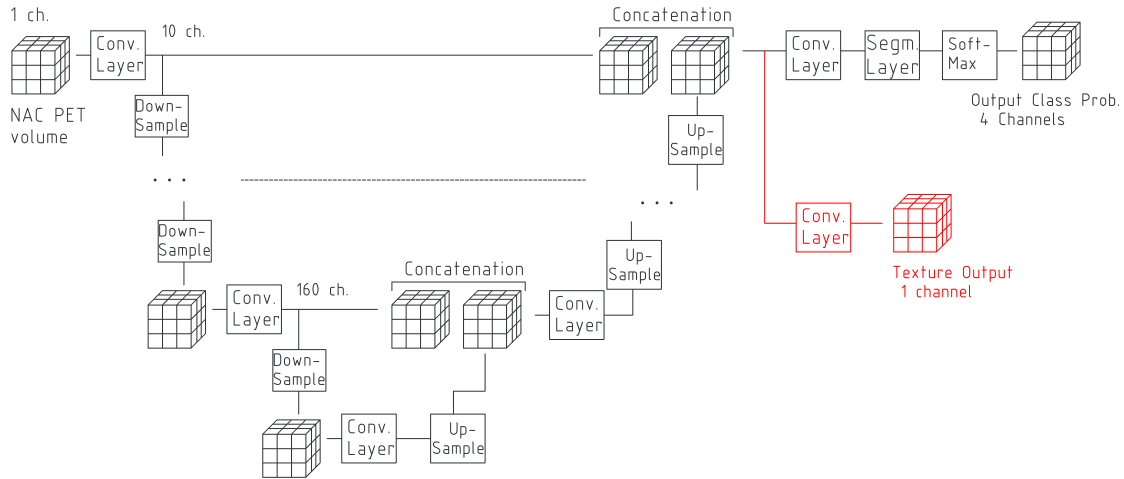 1 ch.
10 ch.
Concatenation
Conv.
Layer
Conv.
Layer
Segm.
Layer
Soft-
Max
NAC PET
volume
Down-
Sample
Up-
Sample
Output Class Prob.
4 Channels
. . .
. . .
Down-
Sample
Conv.
Layer
Up-
Sample
Texture Output
1 channel
Concatenation
160 ch.
Conv.
Layer
Conv.
Layer
Down-
Sample
Conv.
Layer
Up-
Sample